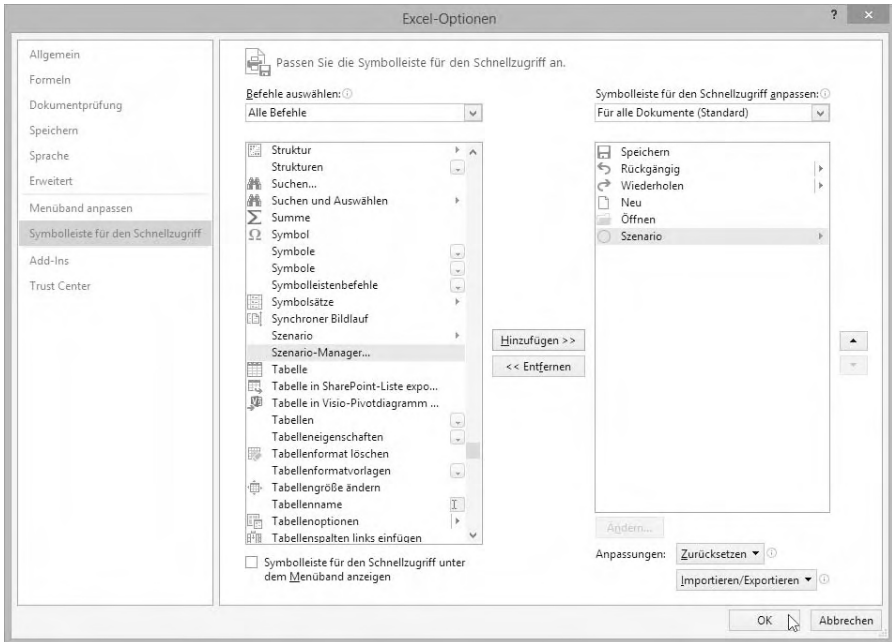 Excel-Optionen
?
Allgemein
Formeln
Dokumentprüfung
Speichern
Sprache
Erweitert
Menüband anpassen
Symbolleiste für den Schnellzugriff
Add-Ins
Trust Center
Passen Sie die Symbolleiste für den Schnellzugriff an.
Befehle auswählen:
Alle Befehle
Struktur
Strukturen
Suchen...
Suchen und Auswählen
Summe
Symbol
Symbole
Symbole
Symbolleistenbefehle
Symbolsätze
Synchroner Bildlauf
Szenario
Szenario-Manager...
Tabelle
Tabelle in SharePoint-Liste expo...
Tabelle in Visio-Pivotdiagramm ...
Tabellen
Tabelleneigenschaften
Tabellenformat löschen
Tabellenformatvorlagen
Tabellengröße ändern
Tabellenname
Tabellenoptionen
Tabellenspalten links einfügen
Symbolleiste für den Schnellzugriff unter
dem Menüband anzeigen
Hinzufügen >>
<< Entfernen
Symbolleiste für den Schnellzugriff anpassen:
Für alle Dokumente (Standard)
Speichern
Rückgängig
Wiederholen
Neu
Öffnen
Szenario
Ändern...
Anpassungen:
Zurücksetzen
Importieren/Exportieren
OK
Abbrechen